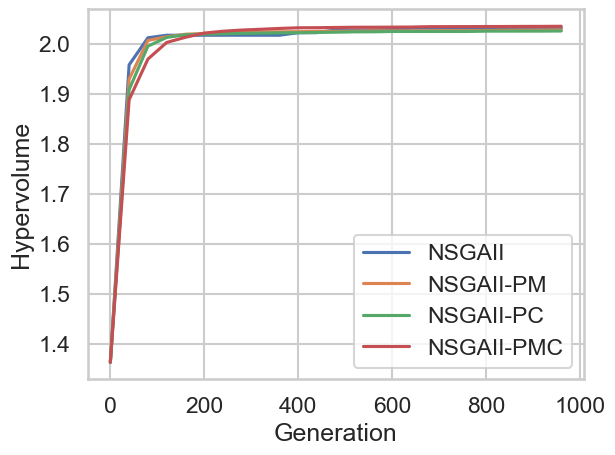 2.0
1.9
1.8
1.7
1.6
1.5
1.4
Hypervolume
NSGAII
NSGAII-PM
NSGAII-PC
NSGAII-PMC
0 200 400 600 800 1000
Generation